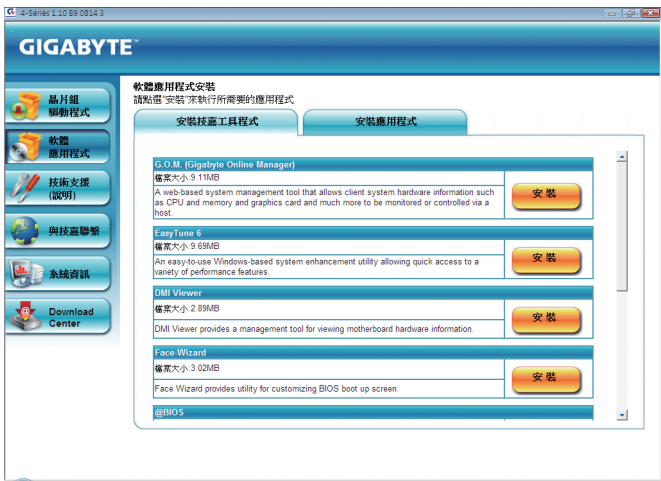 4-Series 1.10 B9.0814.3
GIGABYTE™
晶片組
驅動程式
軟體
應用程式
技術支援
(說明)
與技嘉聯繫
系統資訊
Download
Center
軟體應用程式安裝
請點選"安裝"來執行所需要的應用程式
安裝技嘉工具程式
安裝應用程式
G.O.M. (Gigabyte Online Manager)
檔案大小:9.11MB
A web-based system management tool that allows client system hardware information such
as CPU and memory and graphics card and much more to be monitored or controlled via a
host.
安裝
EasyTune 6
檔案大小:9.69MB
An easy-to-use Windows-based system enhancement utility allowing quick access to a
variety of performance features.
安裝
DMI Viewer
檔案大小:2.89MB
DMI Viewer provides a management tool for viewing motherboard hardware information.
安裝
Face-Wizard
檔案大小:3.02MB
Face Wizard provides utility for customizing BIOS boot up screen.
安裝
@BIOS